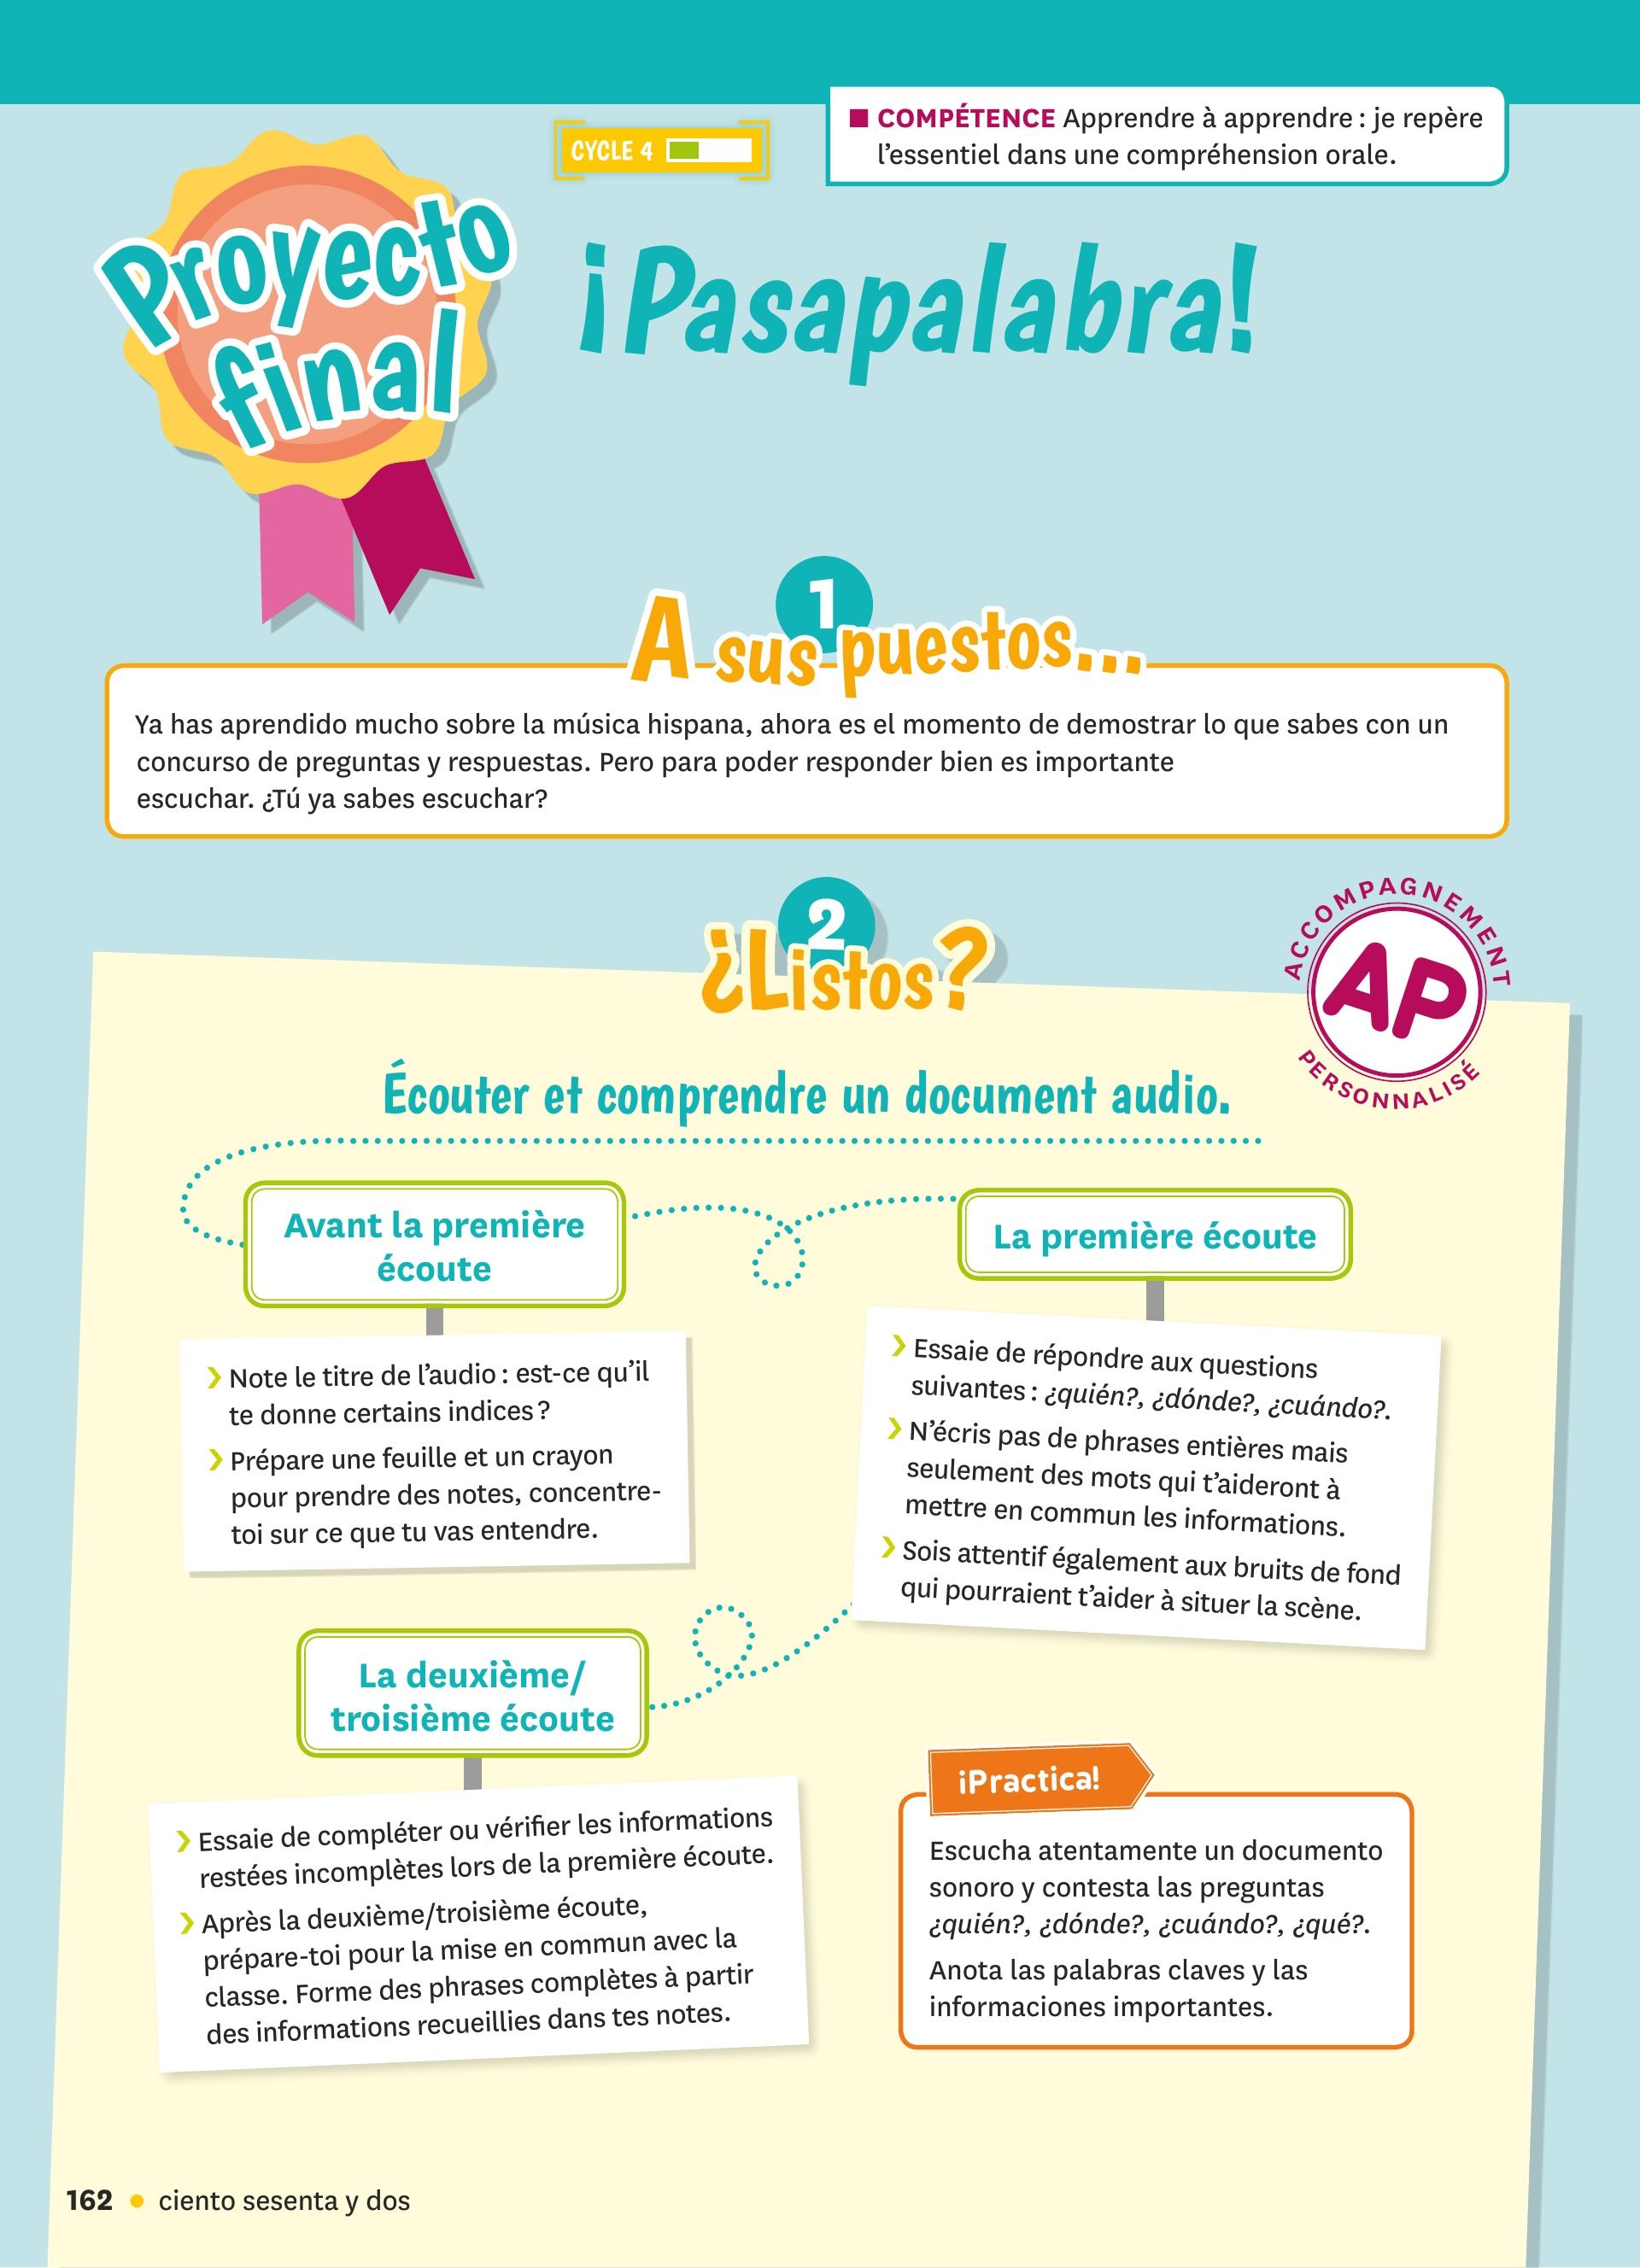 CYCLE 4
■ COMPÉTENCE Apprendre à apprendre : je repère
l'essentiel dans une compréhension orale.
Proyecto
final
¡Pasapalabra!
1
A sus puestos...
Ya has aprendido mucho sobre la música hispana, ahora es el momento de demostrar lo que sabes con un
concurso de preguntas y respuestas. Pero para poder responder bien es importante
escuchar. ¿Tú ya sabes escuchar?
2
¿Listos?
ACCOMPAGNEMENT
AP
PERSONNALISÉ
Écouter et comprendre un document audio.
Avant la première
écoute
› Note le titre de l'audio : est-ce qu'il
te donne certains indices ?
› Prépare une feuille et un crayon
pour prendre des notes, concentre-
toi sur ce que tu vas entendre.
La première écoute
› Essaie de répondre aux questions
suivantes : ¿quién?, ¿dónde?, ¿cuándo?.
› N'écris pas de phrases entières mais
seulement des mots qui t'aideront à
mettre en commun les informations.
› Sois attentif également aux bruits de fond
qui pourraient t'aider à situer la scène.
La deuxième/
troisième écoute
› Essaie de compléter ou vérifier les informations
restées incomplètes lors de la première écoute.
› Après la deuxième/troisième écoute,
prépare-toi pour la mise en commun avec la
classe. Forme des phrases complètes à partir
des informations recueillies dans tes notes.
¡Practica!
Escucha atentamente un documento
sonoro y contesta las preguntas
¿quién?, ¿dónde?, ¿cuándo?, ¿qué?.
Anota las palabras claves y las
informaciones importantes.
162 • ciento sesenta y dos